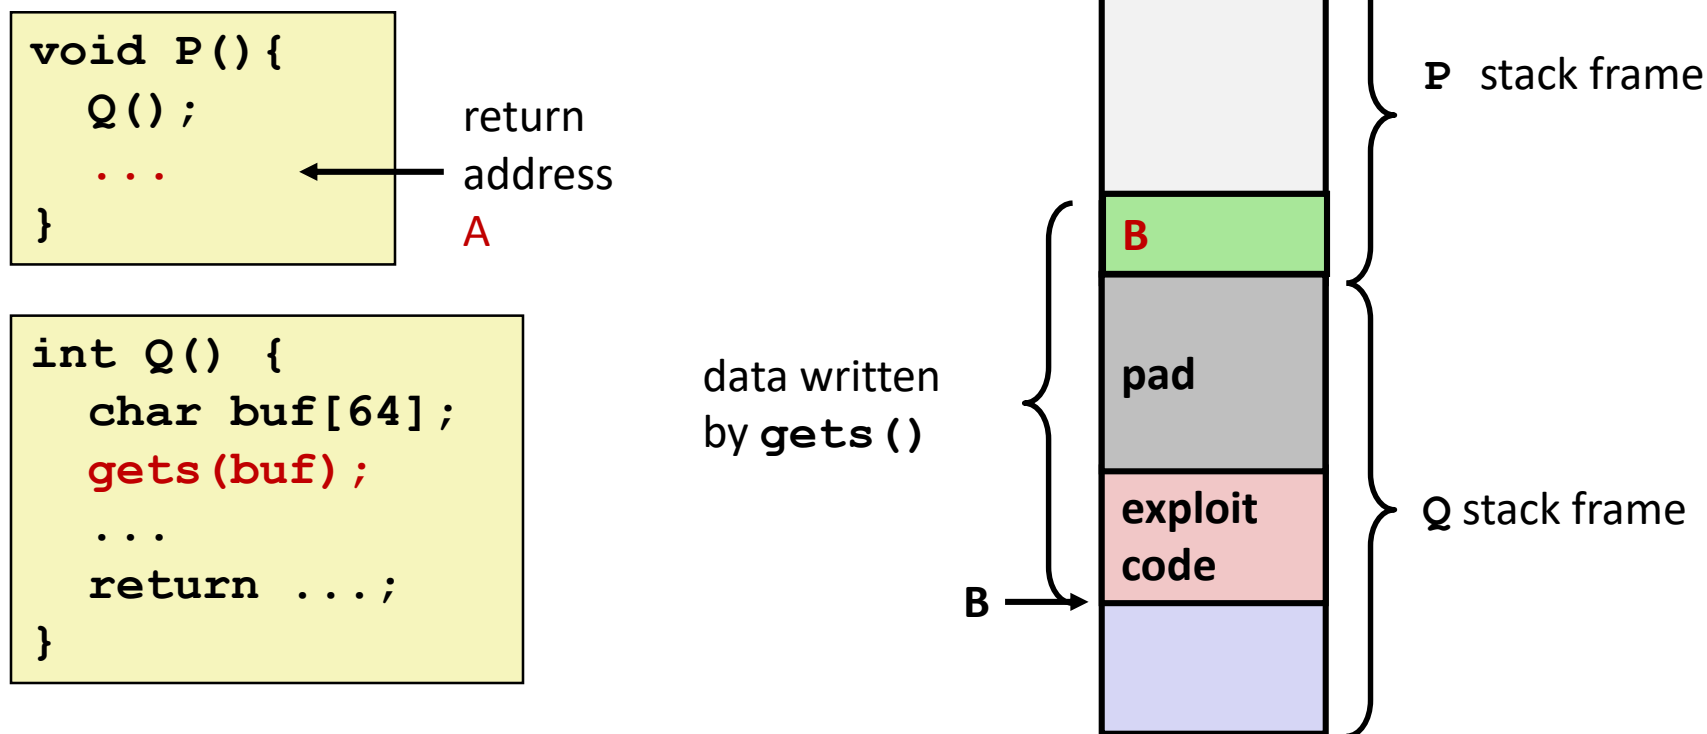 void P(){
Q();
...
}
return
address
A
int Q() {
char buf[64];
gets(buf);
...
return ...;
}
P stack frame
B
data written
by gets()
pad
exploit
code
Q stack frame
B